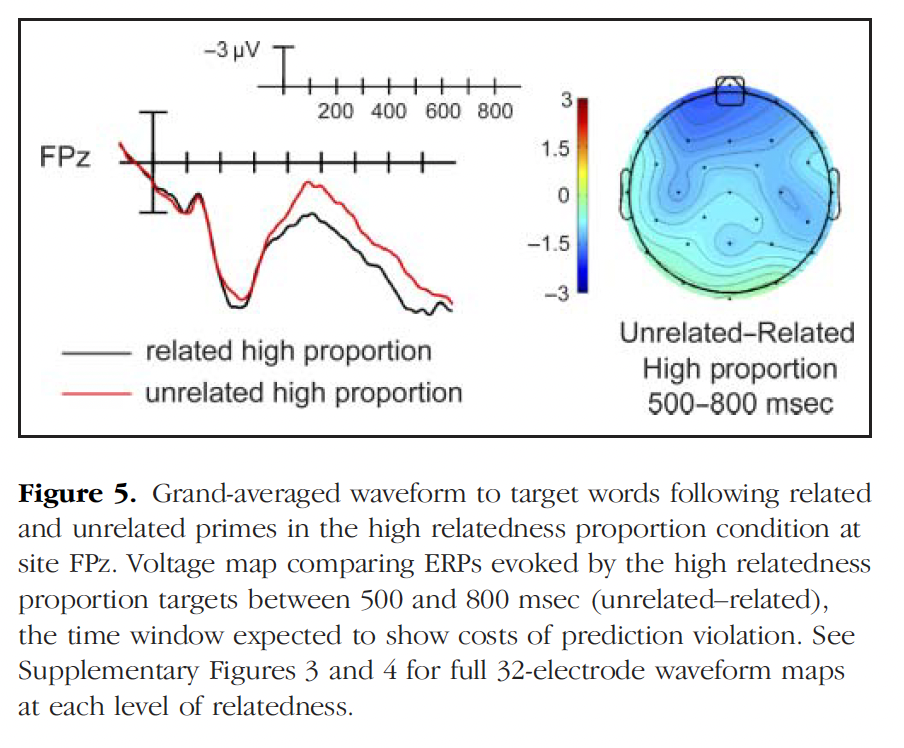 −3 μV
200 400 600 800
FPz
3
1.5
0
−1.5
−3
related high proportion
unrelated high proportion
Unrelated–Related
High proportion
500–800 msec
Figure 5. Grand-averaged waveform to target words following related
and unrelated primes in the high relatedness proportion condition at
site FPz. Voltage map comparing ERPs evoked by the high relatedness
proportion targets between 500 and 800 msec (unrelated–related),
the time window expected to show costs of prediction violation. See
Supplementary Figures 3 and 4 for full 32-electrode waveform maps
at each level of relatedness.